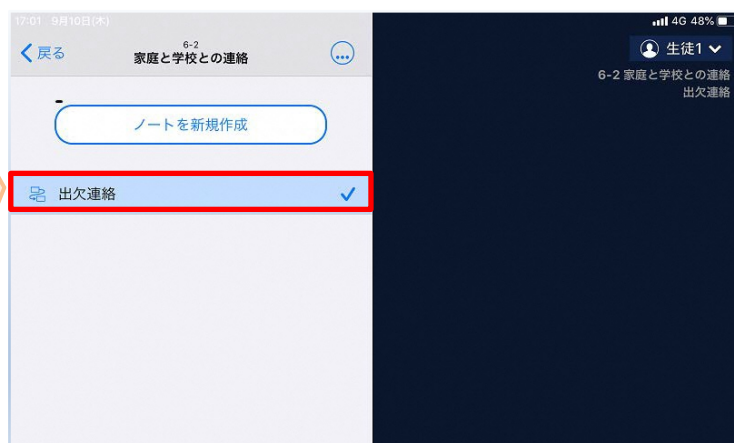 17:01 9月10日(木)
4G 48%
戻る
6-2
家庭と学校との連絡
生徒1
6-2 家庭と学校との連絡
出欠連絡
ノートを新規作成
出欠連絡